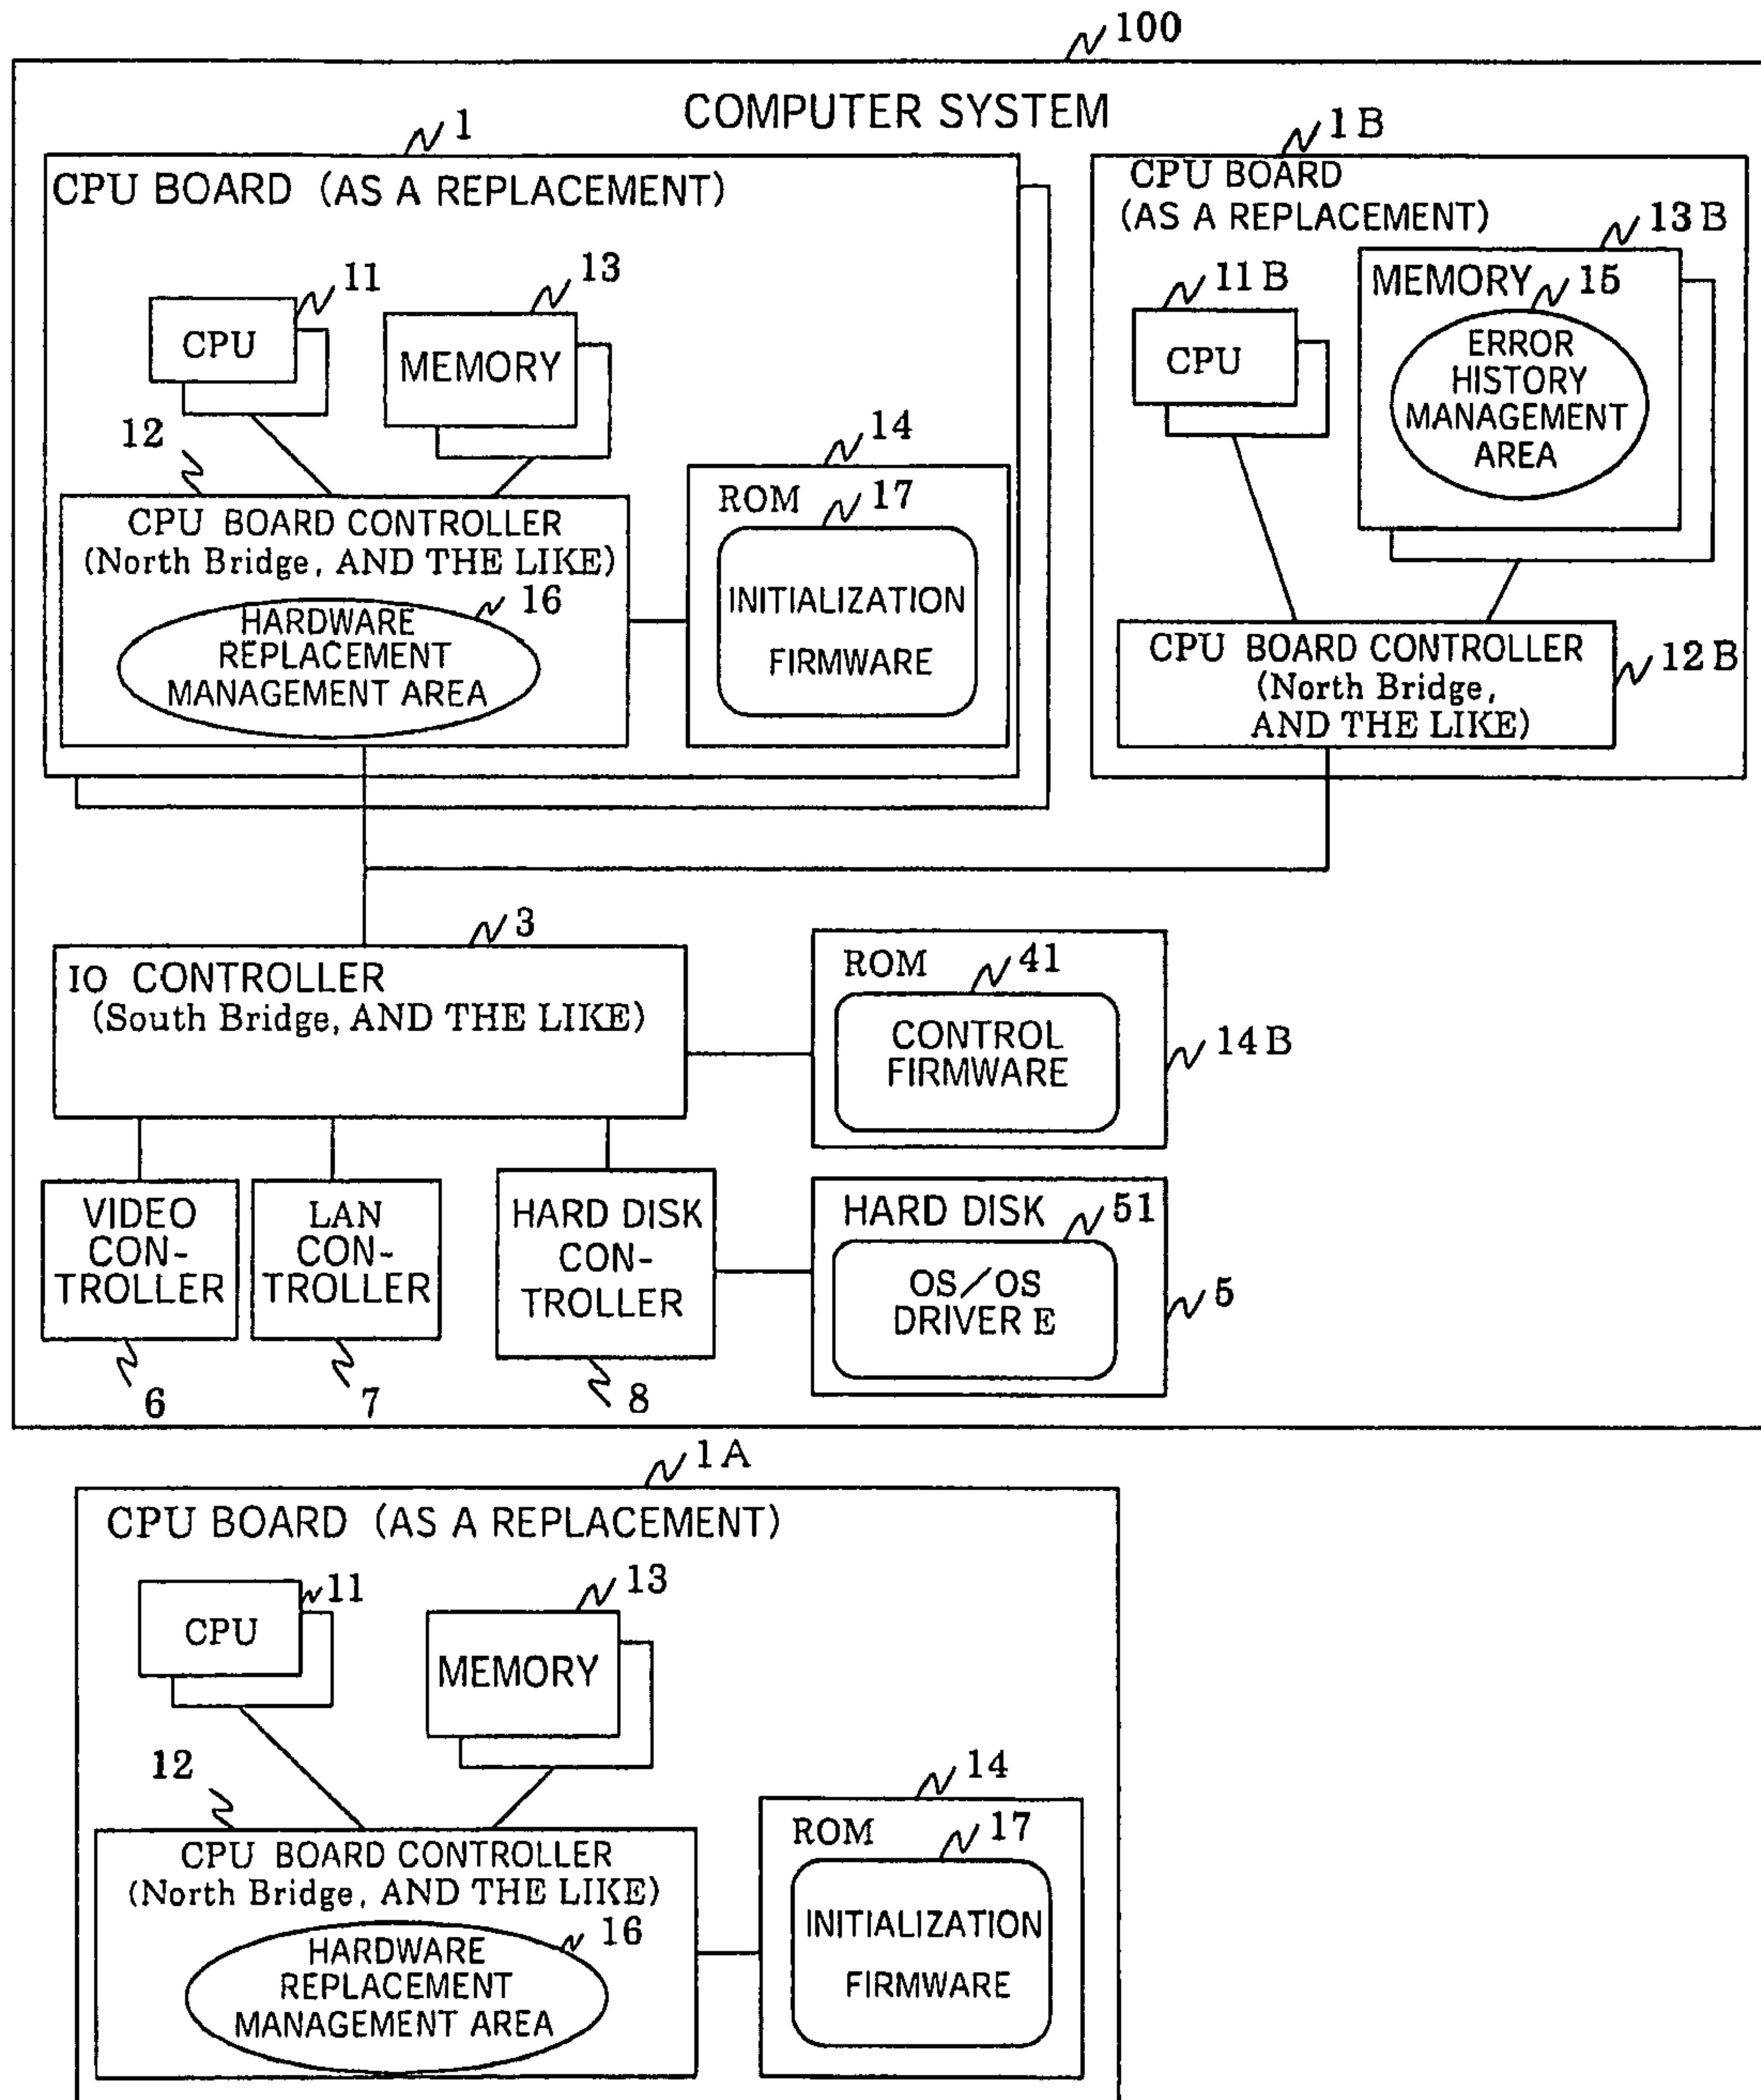 100
COMPUTER SYSTEM
1
CPU BOARD (AS A REPLACEMENT)
11
CPU
13
MEMORY
12
CPU BOARD CONTROLLER
(North Bridge, AND THE LIKE)
16
HARDWARE
REPLACEMENT
MANAGEMENT AREA
14
ROM
17
INITIALIZATION
FIRMWARE
1B
CPU BOARD
(AS A REPLACEMENT)
13B
11B
CPU
MEMORY
15
ERROR
HISTORY
MANAGEMENT
AREA
CPU BOARD CONTROLLER
(North Bridge,
AND THE LIKE)
12B
3
IO CONTROLLER
(South Bridge, AND THE LIKE)
ROM
41
CONTROL
FIRMWARE
14B
VIDEO
CON-
TROLLER
6
LAN
CON-
TROLLER
7
HARD DISK
CON-
TROLLER
8
HARD DISK
51
OS/OS
DRIVER E
5
1A
CPU BOARD (AS A REPLACEMENT)
11
CPU
13
MEMORY
12
CPU BOARD CONTROLLER
(North Bridge, AND THE LIKE)
16
HARDWARE
REPLACEMENT
MANAGEMENT AREA
14
ROM
17
INITIALIZATION
FIRMWARE